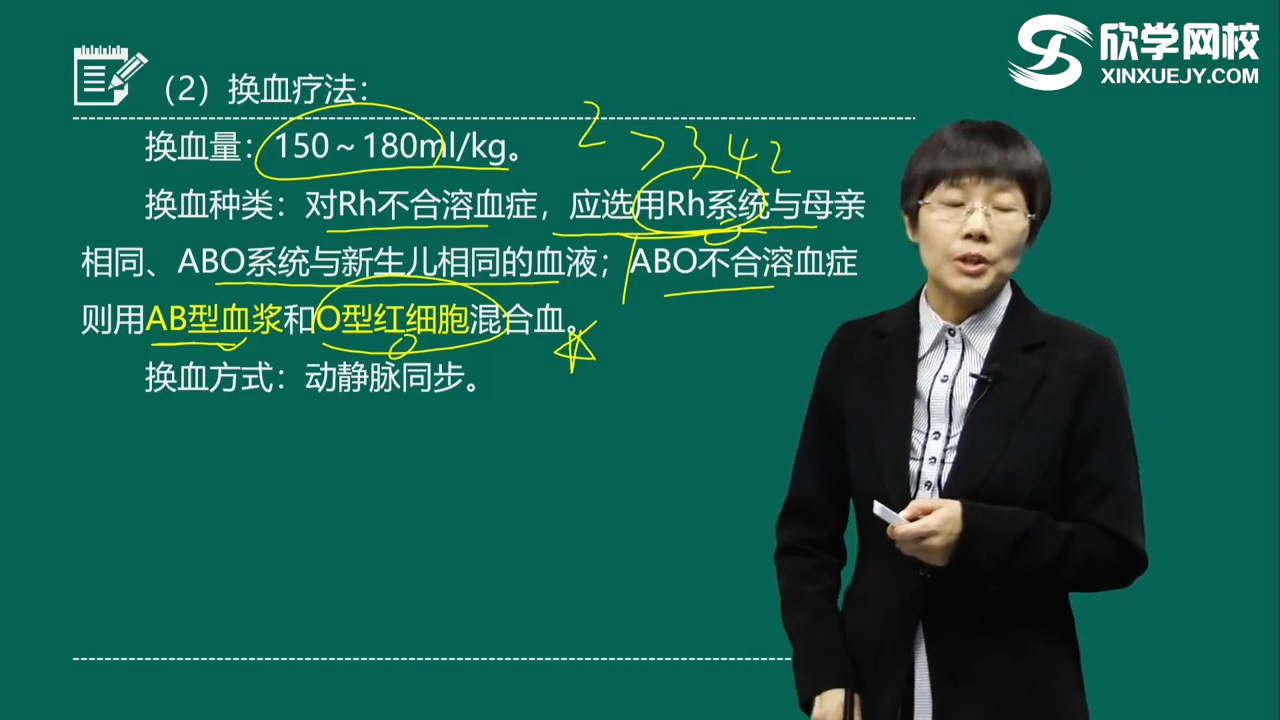 欣学网校
XINXUEJY.COM
（2）换血疗法：
换血量：150～180ml/kg。
2 > 342
换血种类：对Rh不合溶血症，应选用Rh系统与母亲
相同、ABO系统与新生儿相同的血液；ABO不合溶血症
则用AB型血浆和O型红细胞混合血。
换血方式：动静脉同步。